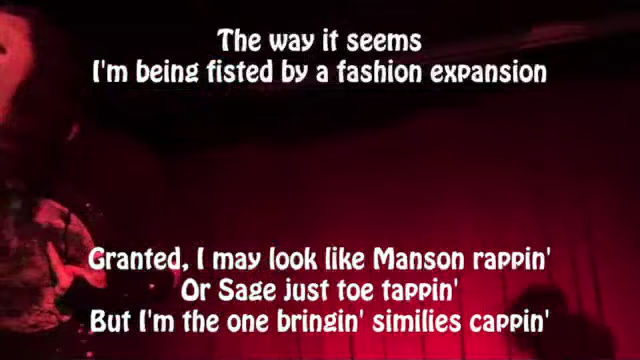 The way it seems
I'm being fisted by a fashion expansion
Granted, I may look like Manson rappin'
Or Sage just toe tappin'
But I'm the one bringin' similies cappin'